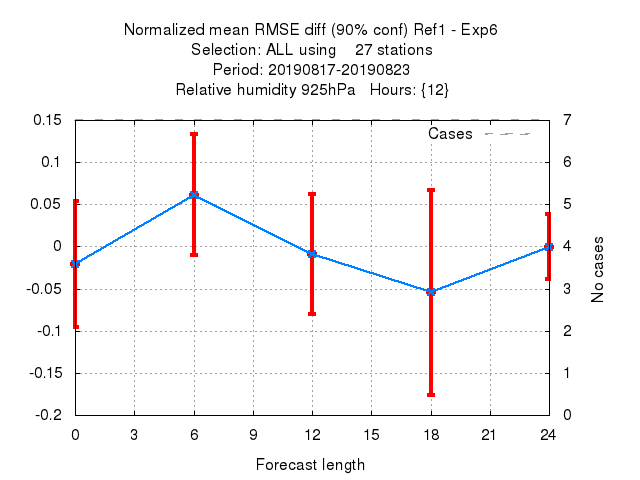 Normalized mean RMSE diff (90% conf) Ref1 - Exp6
Selection: ALL using    27 stations
Period: 20190817-20190823
Relative humidity 925hPa   Hours: {12}
Cases
0.15
0.1
0.05
0
-0.05
-0.1
-0.15
-0.2
7
6
5
4
3
2
1
0
No cases
0 3 6 9 12 15 18 21 24
Forecast length